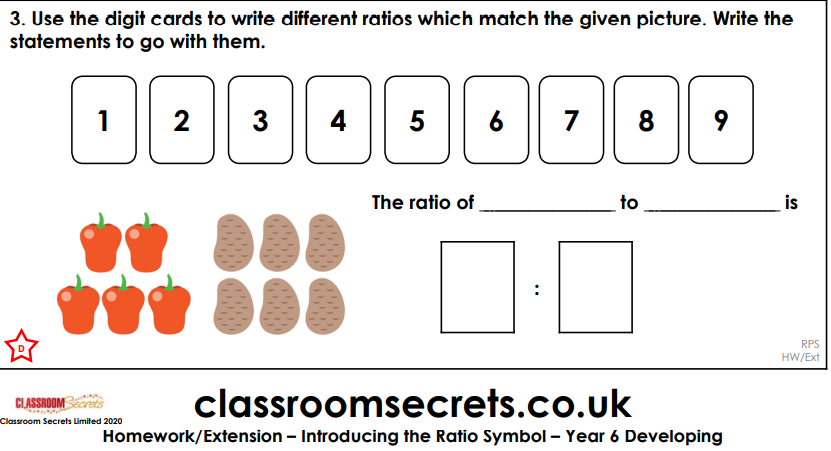 3. Use the digit cards to write different ratios which match the given picture. Write the
statements to go with them.
1 2 3 4 5 6 7 8 9
The ratio of ____________ to ____________ is
:
D
RPS
HW/Ext
CLASSROOM Secrets
Classroom Secrets Limited 2020
classroomsecrets.co.uk
Homework/Extension – Introducing the Ratio Symbol – Year 6 Developing